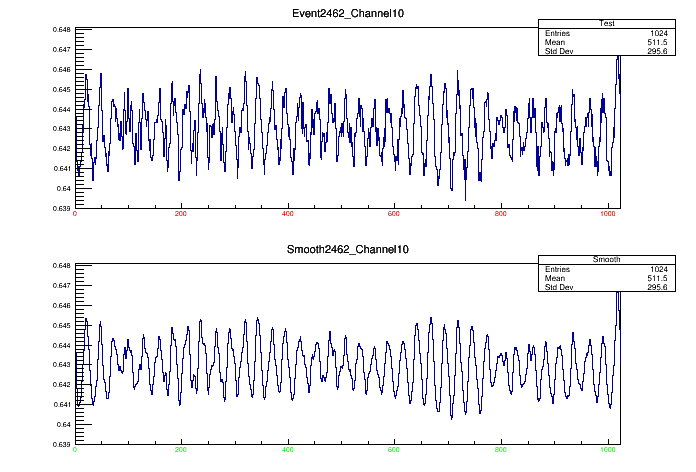 Event2462_Channel10
Test
Entries 1024
Mean 511.5
Std Dev 295.6
0.648
0.647
0.646
0.645
0.644
0.643
0.642
0.641
0.64
0.639
0 200 400 600 800 1000
Smooth2462_Channel10
Smooth
Entries 1024
Mean 511.5
Std Dev 295.6
0.648
0.647
0.646
0.645
0.644
0.643
0.642
0.641
0.64
0.639
0 200 400 600 800 1000